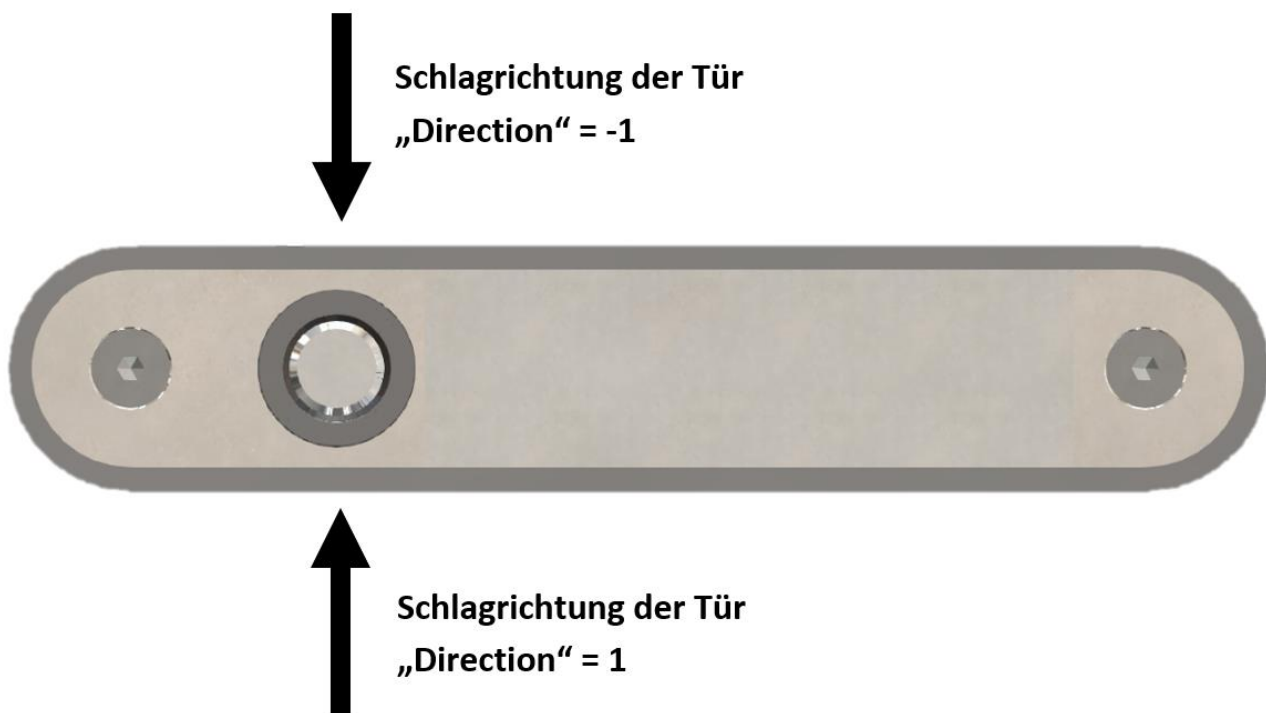 Schlagrichtung der Tür
„Direction“ = -1
Schlagrichtung der Tür
„Direction“ = 1